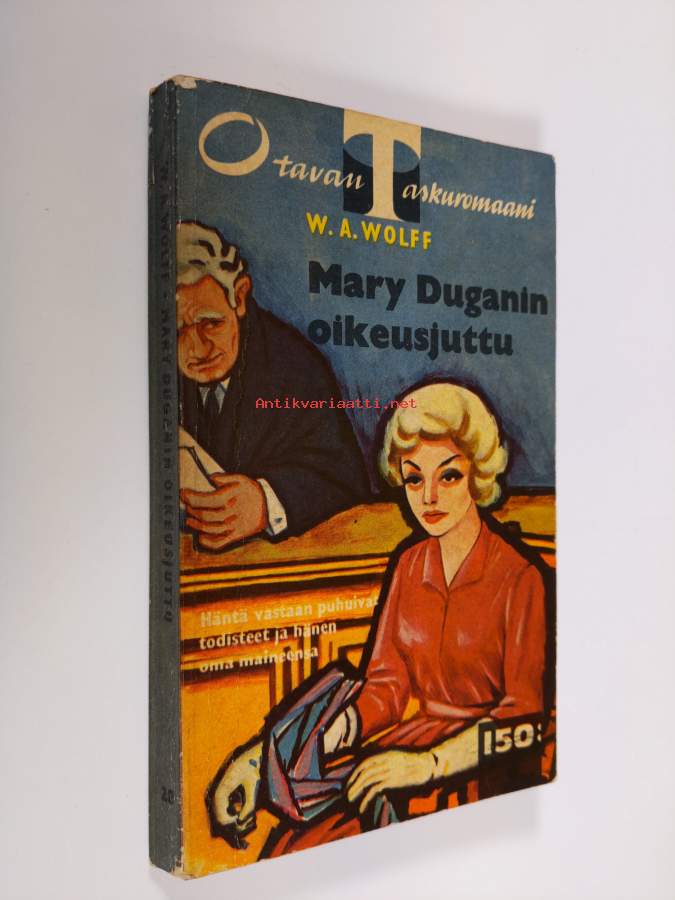 Otavan Taskuromaani
W.A.WOLFF
Mary Duganin
oikeusjuttu
Antikvariaatti.net
Häntä vastaan puhuivat
todisteet ja hänen
oma maineensa
150:
W. A. WOLFF • MARY DUGANIN OIKEUSJUTTU